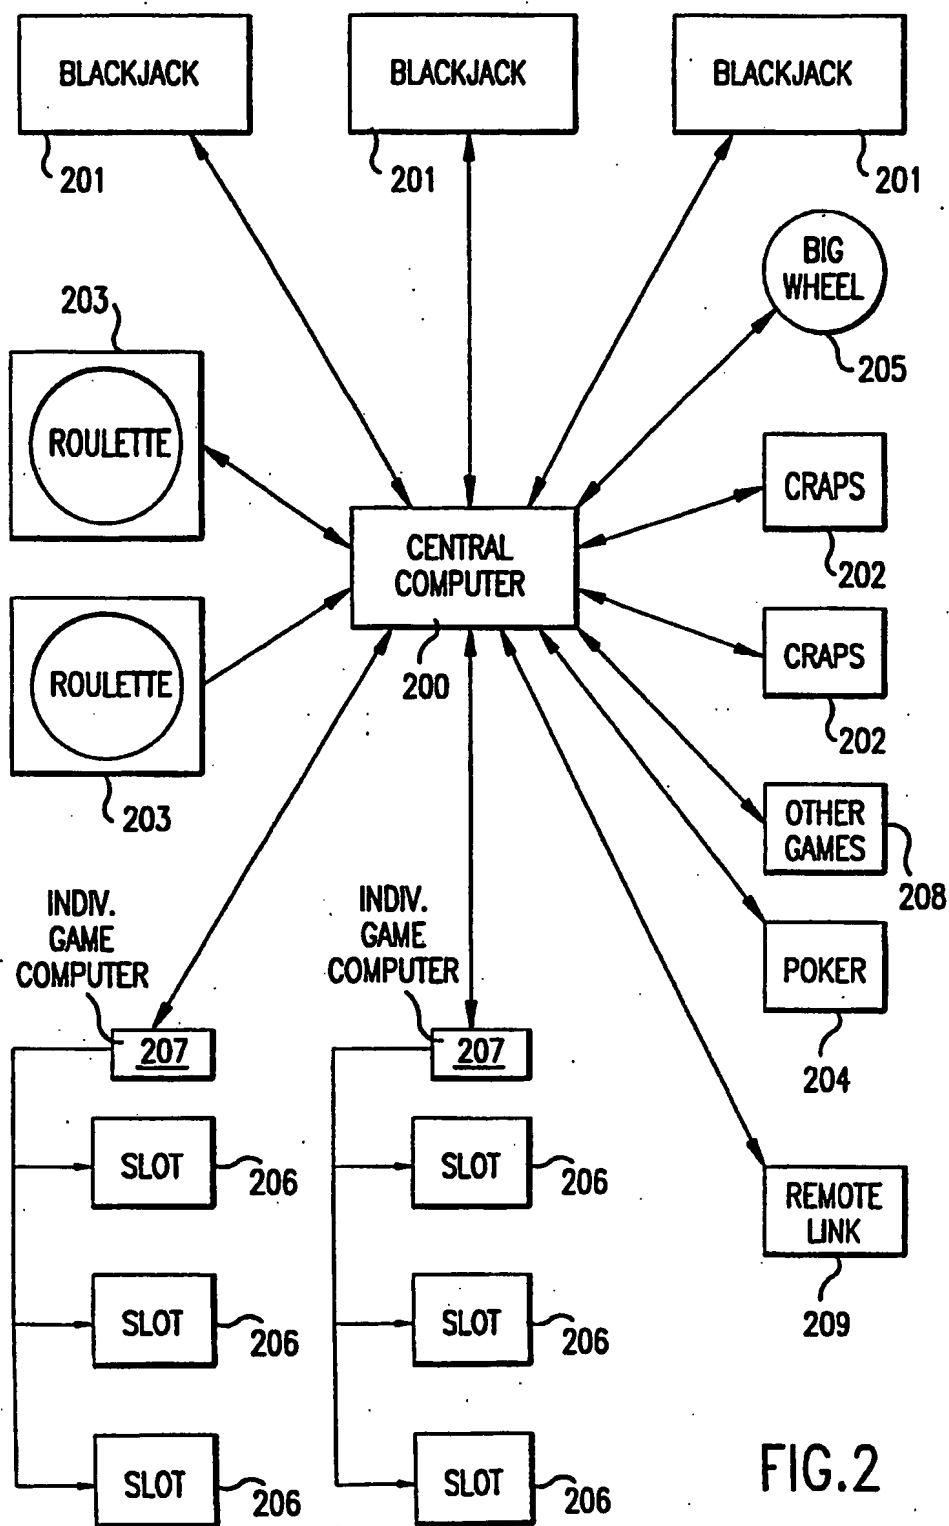 BLACKJACK
BLACKJACK
BLACKJACK
201
201
201
BIG
WHEEL
205
203
ROULETTE
CRAPS
202
CENTRAL
COMPUTER
200
ROULETTE
203
CRAPS
202
OTHER
GAMES
208
POKER
204
INDIV.
GAME
COMPUTER
207
INDIV.
GAME
COMPUTER
207
SLOT
206
SLOT
206
REMOTE
LINK
209
SLOT
206
SLOT
206
SLOT
206
SLOT
206
FIG.2